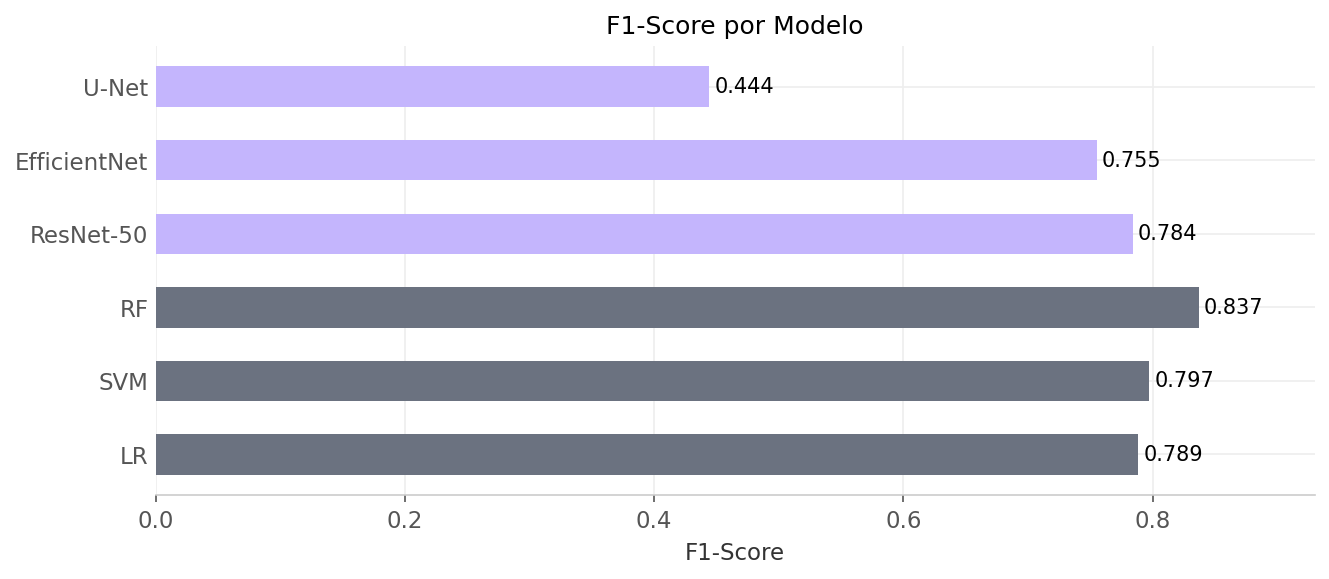 F1-Score por Modelo
U-Net 0.444
EfficientNet 0.755
ResNet-50 0.784
RF 0.837
SVM 0.797
LR 0.789
0.0 0.2 0.4 0.6 0.8
F1-Score